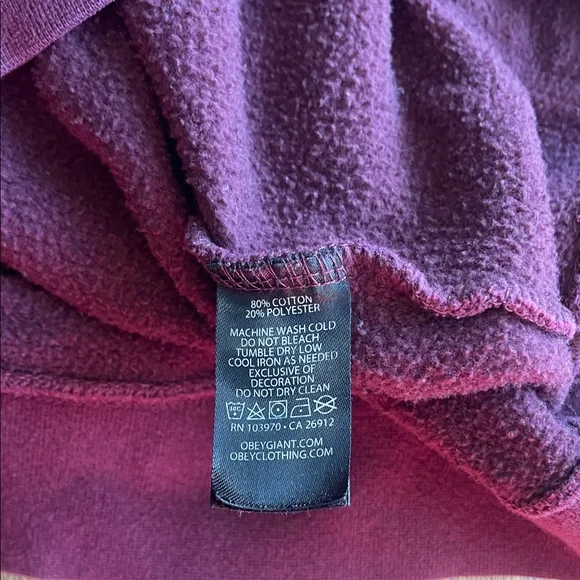 80% COTTON
20% POLYESTER
MACHINE WASH COLD
DO NOT BLEACH
TUMBLE DRY LOW
COOL IRON AS NEEDED
EXCLUSIVE OF
DECORATION
DO NOT DRY CLEAN
RN 103970 • CA 26912
OBEYGIANT.COM
OBEYCLOTHING.COM